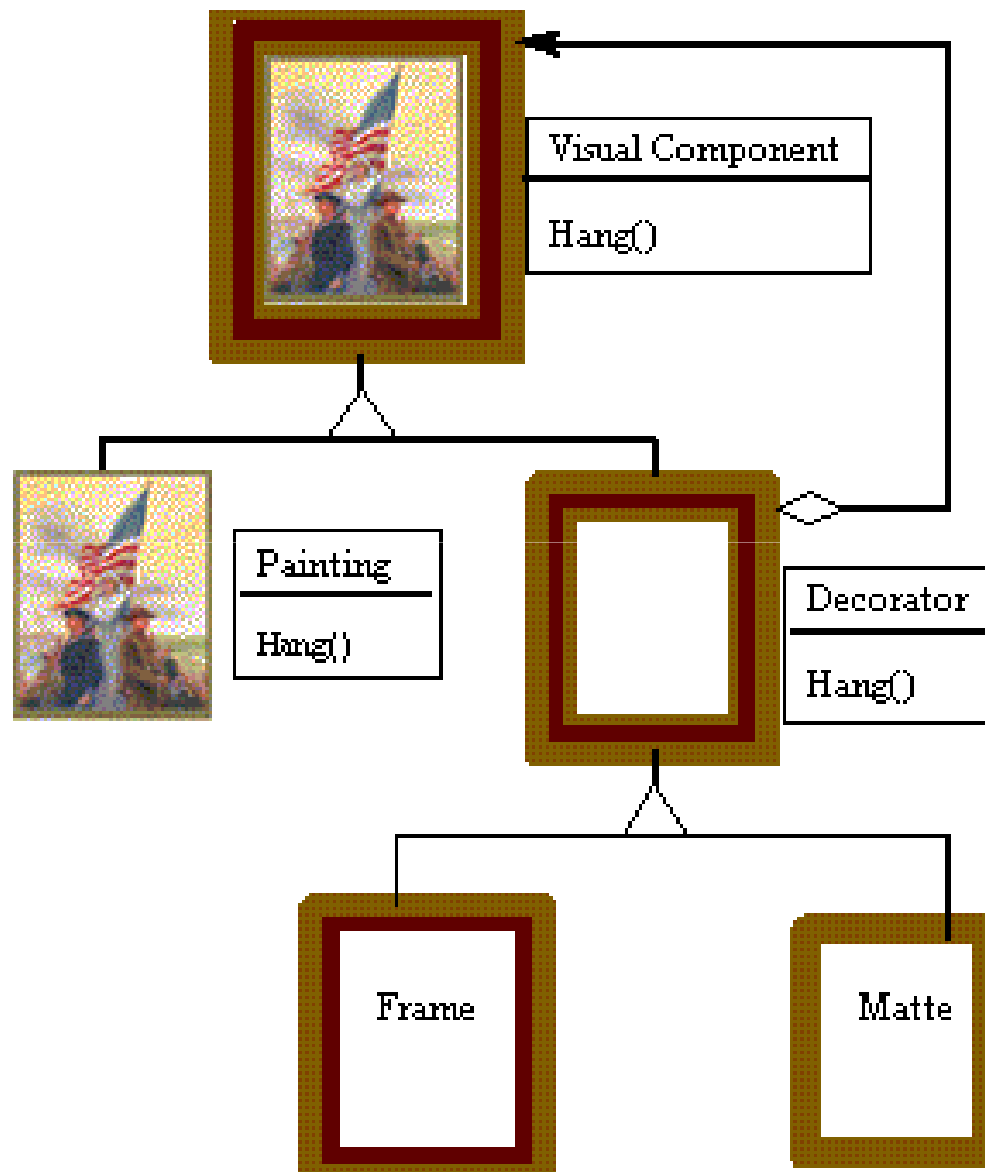 Visual Component
Hang()
Painting
Hang()
Decorator
Hang()
Frame
Matte